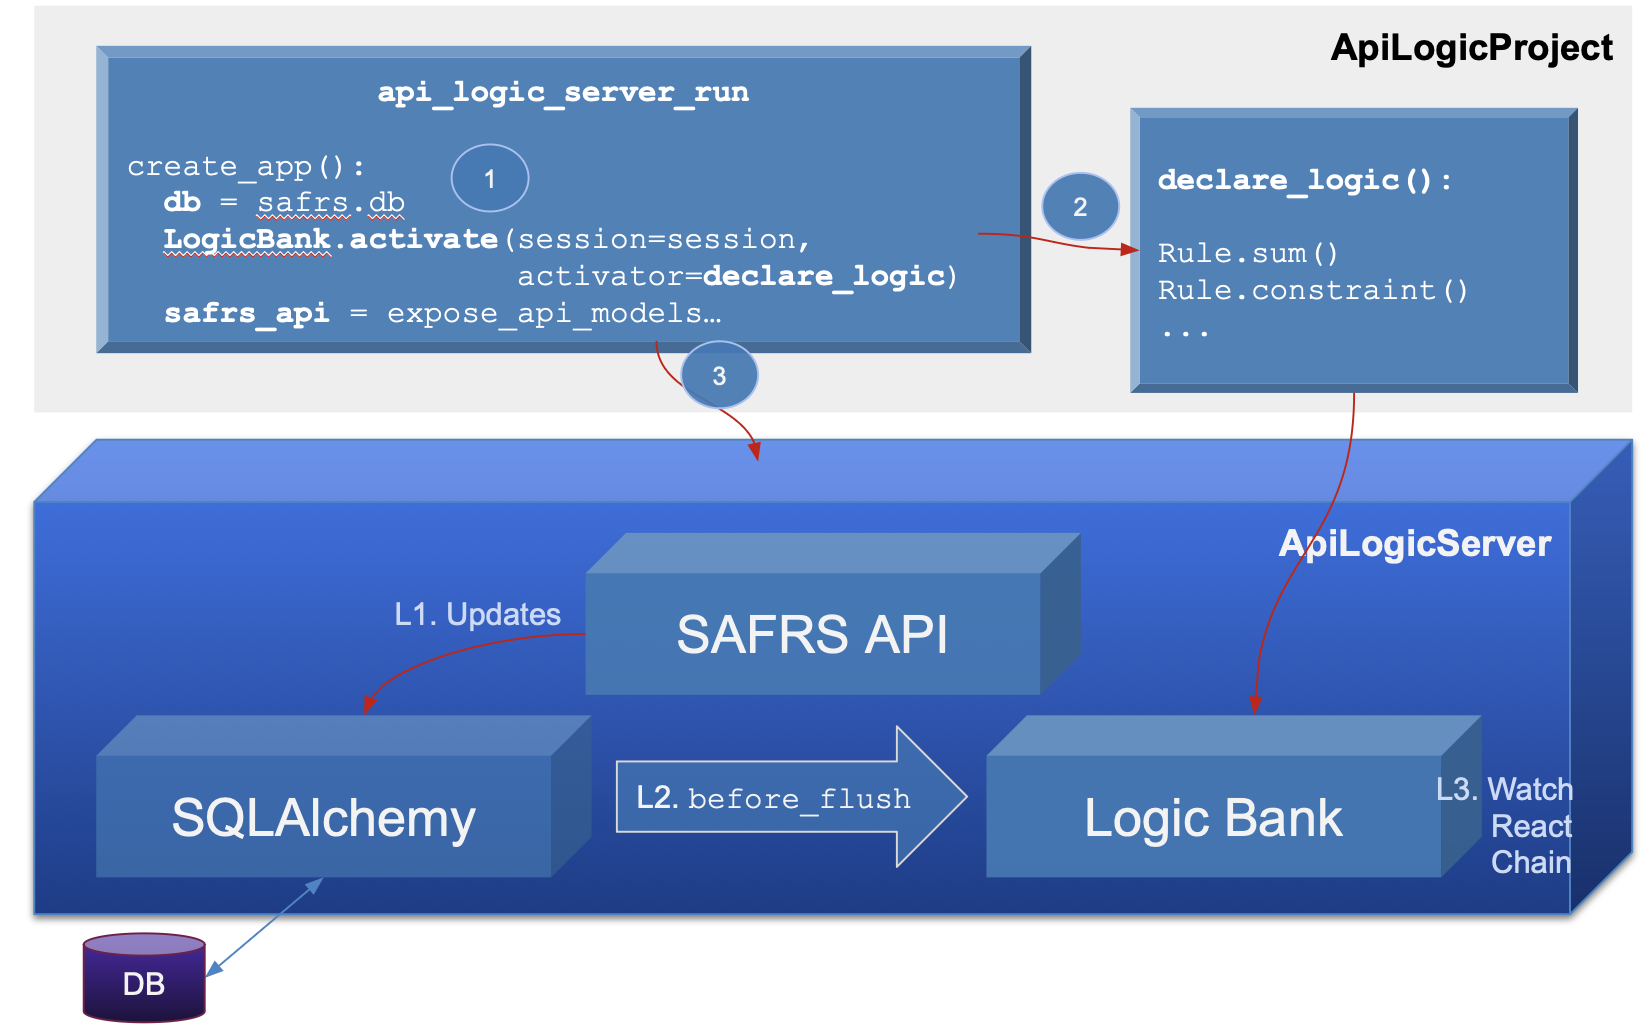 ApiLogicProject
api_logic_server_run
create_app():
1
db = safrs.db
LogicBank.activate(session=session,
activator=declare_logic)
safrs_api = expose_api_models…
2
declare_logic():
Rule.sum()
Rule.constraint()
...
3
ApiLogicServer
SAFRS API
L1. Updates
SQLAlchemy
L2. before_flush
Logic Bank
L3. Watch
React
Chain
DB